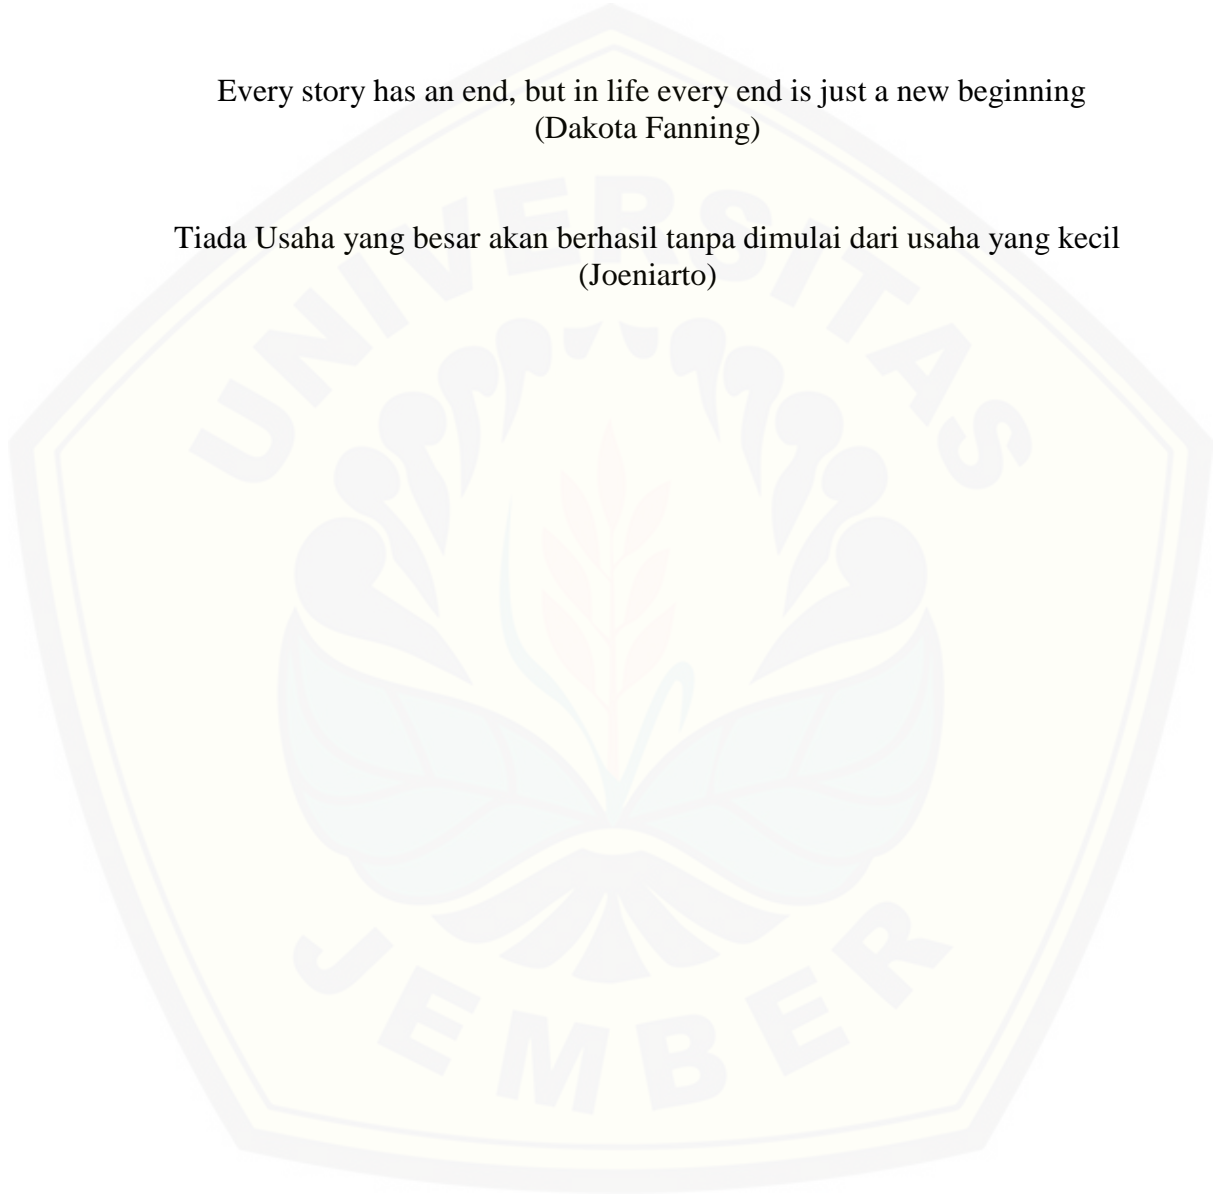 Every story has an end, but in life every end is just a new beginning
(Dakota Fanning)
Tiada Usaha yang besar akan berhasil tanpa dimulai dari usaha yang kecil
(Joeniarto)
UNIVERSITAS
JEMBER